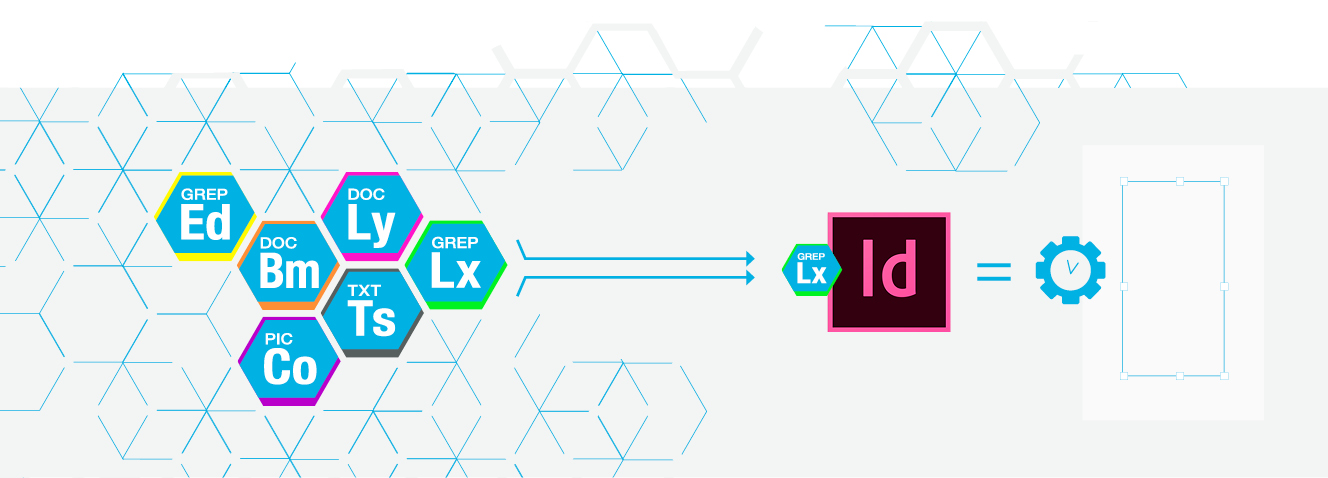 GREP
Ed
DOC
Bm
DOC
Ly
GREP
Lx
TXT
Ts
PIC
Co
GREP
Lx
Id
=